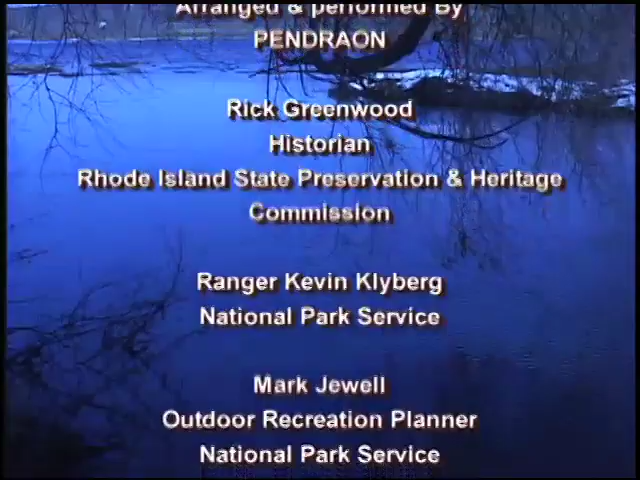 Arranged & performed By
PENDRAON
Rick Greenwood
Historian
Rhode Island State Preservation & Heritage
Commission
Ranger Kevin Klyberg
National Park Service
Mark Jewell
Outdoor Recreation Planner
National Park Service